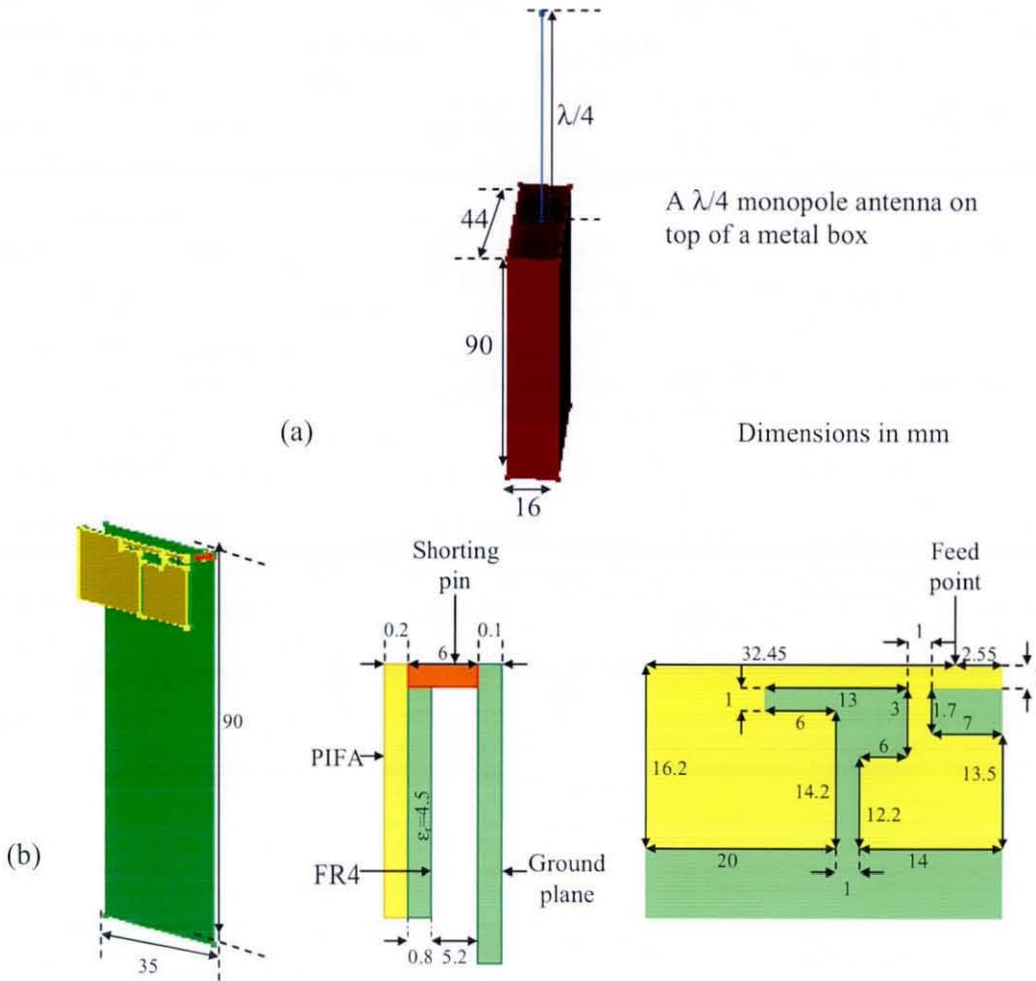 λ/4
44
A λ/4 monopole antenna on
top of a metal box
90
(a)
Dimensions in mm
16
Shorting
pin
Feed
point
0.2
6
0.1
1
32.45
2.55
1
13
3
1.7
6
7
6
90
PIFA
16.2
14.2
13.5
12.2
εr=4.5
(b)
FR4
Ground
plane
20
14
1
0.8
5.2
35